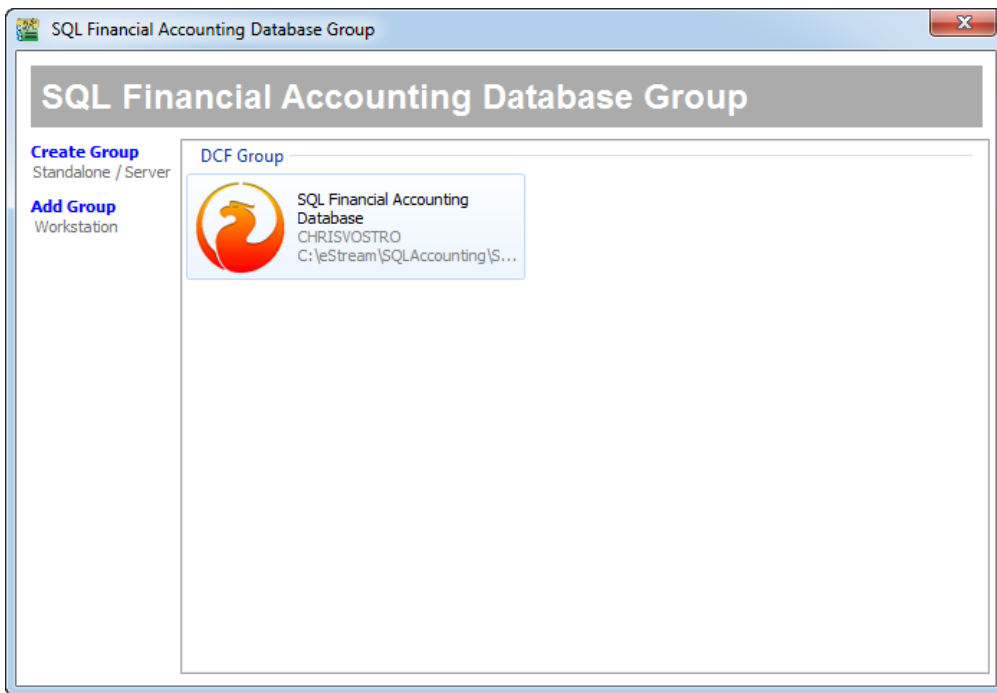 SQL Financial Accounting Database Group
SQL Financial Accounting Database Group
Create Group
Standalone / Server
Add Group
Workstation
DCF Group
SQL Financial Accounting
Database
CHRISVOSTRO
C:\eStream\SQLAccounting\S...